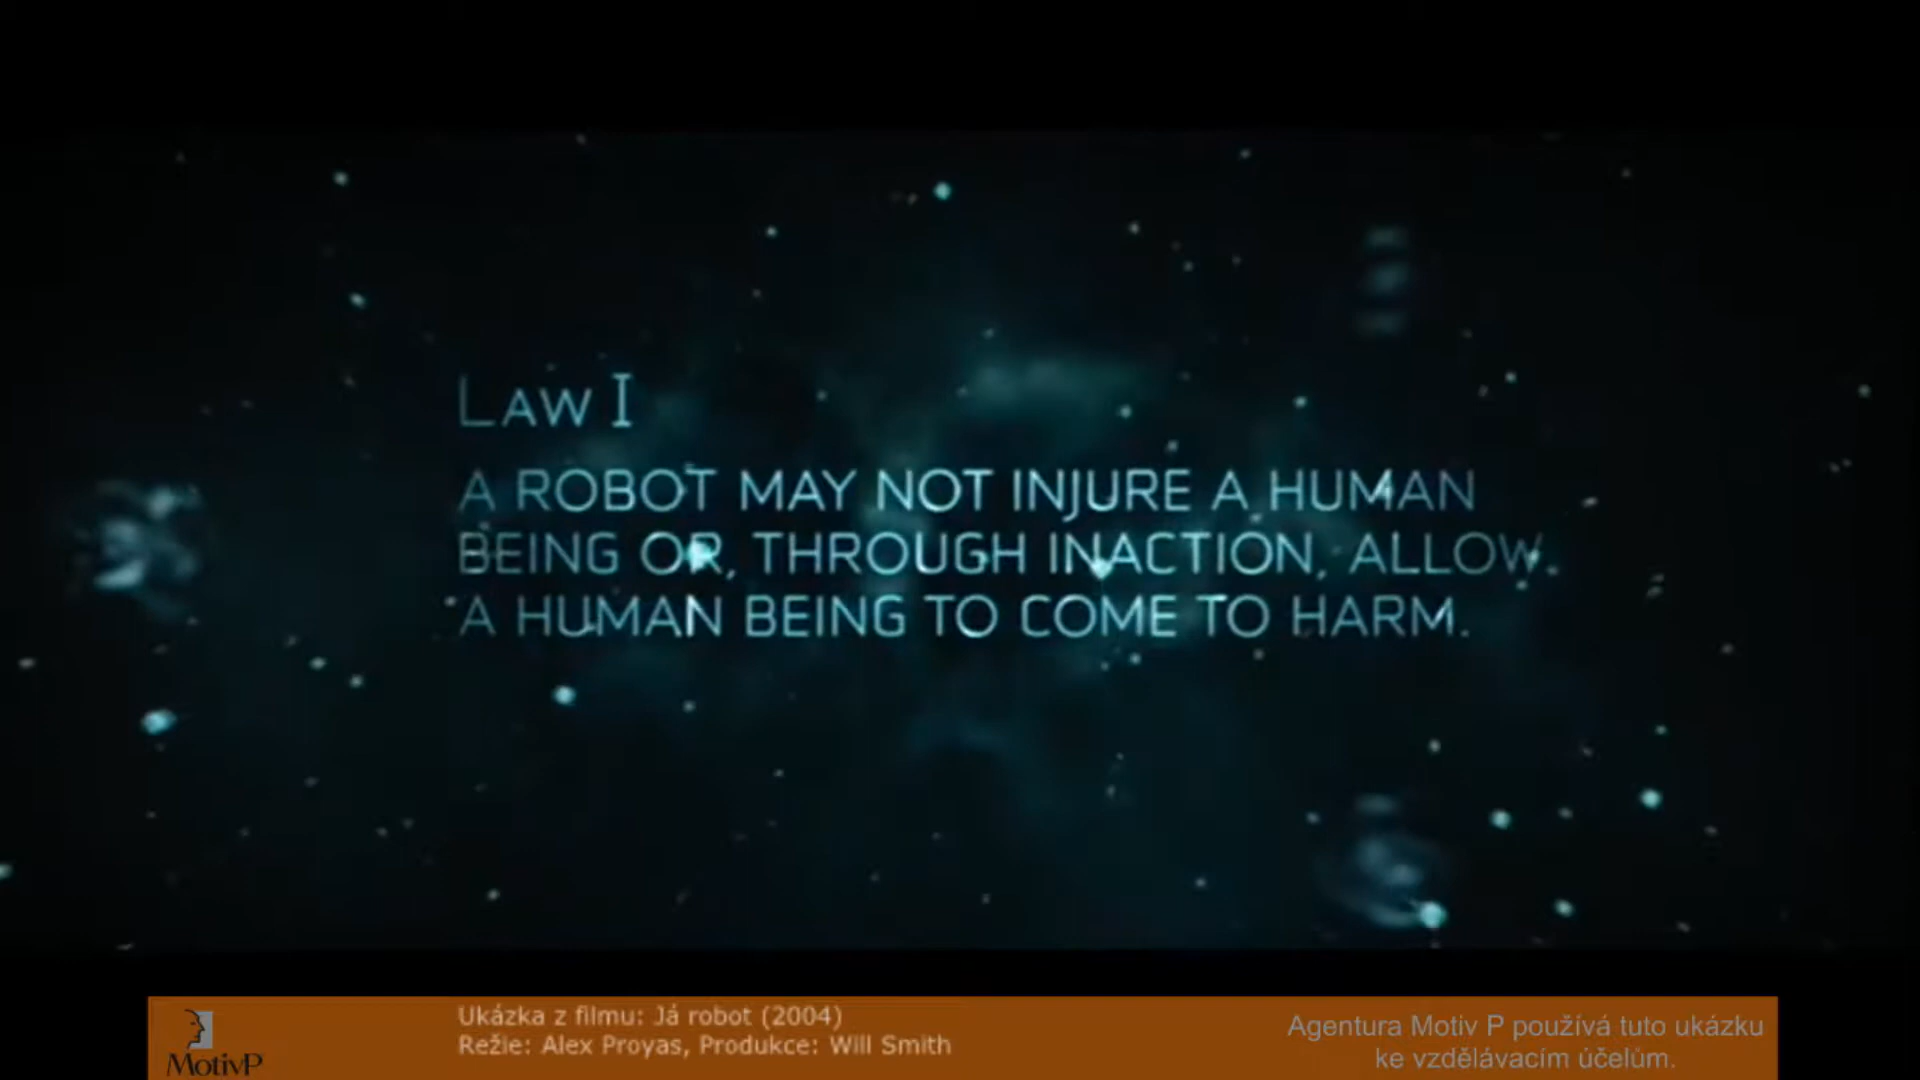 LAW I
A ROBOT MAY NOT INJURE A HUMAN
BEING OR, THROUGH INACTION, ALLOW
A HUMAN BEING TO COME TO HARM.
Ukázka z filmu: Já robot (2004)
Režie: Alex Proyas, Produkce: Will Smith
Agentura Motiv P používá tuto ukázku
ke vzdělávacím účelům.
MotivP